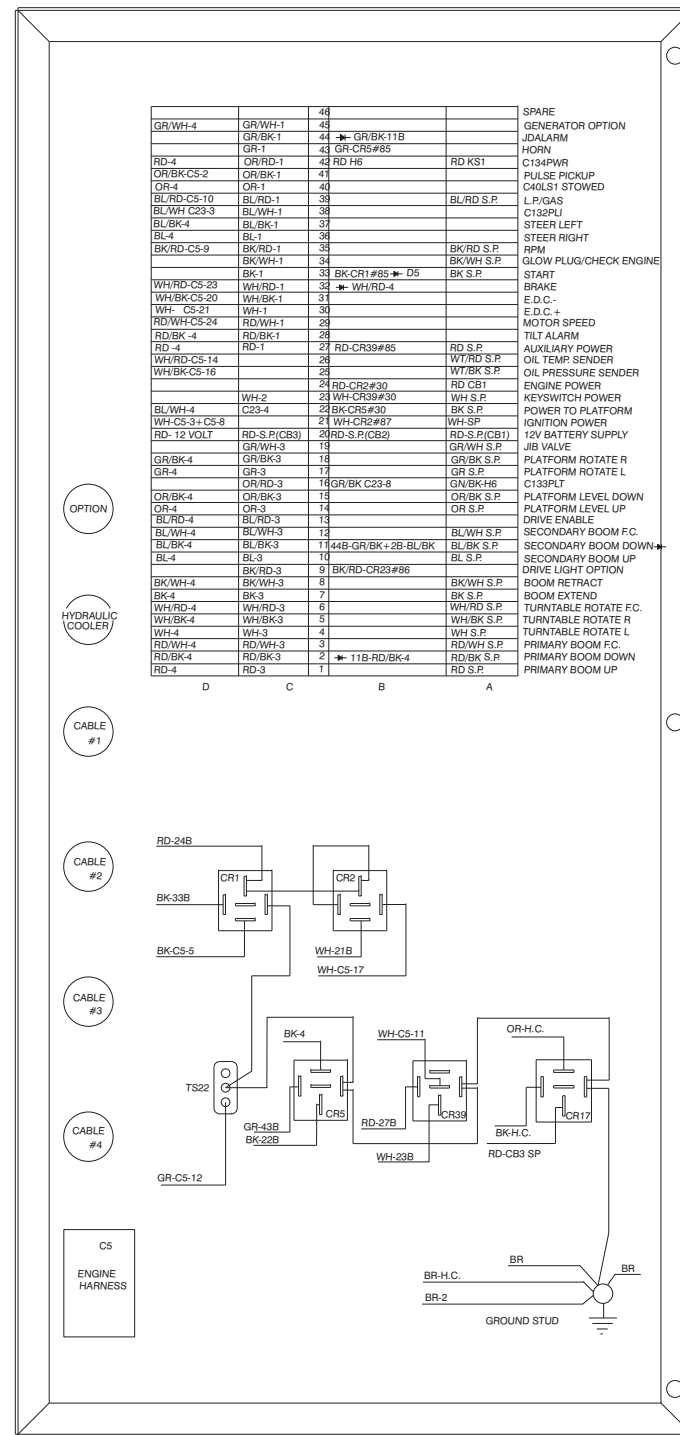 46 SPARE
GR/WH-4 GR/WH-1 45 GENERATOR OPTION
GR/BK-1 44 GR/BK-11B JDALARM
GR-1 43 GR-CR5#85 HORN
RD-4 OR/RD-1 42 RD H6 RD KS1 C134PWR
OR/BK-C5-2 OR/BK-1 41 PULSE PICKUP
OR-4 OR-1 40 C40LS1 STOWED
BL/RD-C5-10 BL/RD-1 39 BL/RD S.P. L.P./GAS
BL/WH C23-3 BL/WH-1 38 C132PLI
BL/BK-4 BL/BK-1 37 STEER LEFT
BL-4 BL-1 36 STEER RIGHT
BK/RD-C5-9 BK/RD-1 35 BK/RD S.P. RPM
BK/WH-1 34 BK/WH S.P. GLOW PLUG/CHECK ENGINE
BK-1 33 BK-CR1#85 D5 BK S.P. START
WH/RD-C5-23 WH/RD-1 32 WH/RD-4 BRAKE
WH/BK-C5-20 WH/BK-1 31 E.D.C.-
WH- C5-21 WH-1 30 E.D.C.+
RD/WH-C5-24 RD/WH-1 29 MOTOR SPEED
RD/BK -4 RD/BK-1 28 TILT ALARM
RD -4 RD-1 27 RD-CR39#85 RD S.P. AUXILIARY POWER
WH/RD-C5-14 26 WT/RD S.P. OIL TEMP. SENDER
WH/BK-C5-16 25 WT/BK S.P. OIL PRESSURE SENDER
24 RD-CR2#30 RD CB1 ENGINE POWER
WH-2 23 WH-CR39#30 WH S.P. KEYSWITCH POWER
BL/WH-4 C23-4 22 BK-CR5#30 BK S.P. POWER TO PLATFORM
WH-C5-3+C5-8 21 WH-CR2#87 WH-SP IGNITION POWER
RD- 12 VOLT RD-S.P.(CB3) 20 RD-S.P.(CB2) RD-S.P.(CB1) 12V BATTERY SUPPLY
GR/WH-3 19 GR/WH S.P. JIB VALVE
GR/BK-4 GR/BK-3 18 GR/BK S.P. PLATFORM ROTATE R
GR-4 GR-3 17 GR S.P. PLATFORM ROTATE L
OR/RD-3 16 GR/BK C23-8 GN/BK-H6 C133PLT
OR/BK-4 OR/BK-3 15 OR/BK S.P. PLATFORM LEVEL DOWN
OR-4 OR-3 14 OR S.P. PLATFORM LEVEL UP
BL/RD-4 BL/RD-3 13 DRIVE ENABLE
BL/WH-4 BL/WH-3 12 BL/WH S.P. SECONDARY BOOM F.C.
BL/BK-4 BL/BK-3 11 44B-GR/BK+2B-BL/BK BL/BK S.P. SECONDARY BOOM DOWN
BL-4 BL-3 10 BL S.P. SECONDARY BOOM UP
BK/RD-3 9 BK/RD-CR23#86 DRIVE LIGHT OPTION
BK/WH-4 BK/WH-3 8 BK/WH S.P. BOOM RETRACT
BK-4 BK-3 7 BK S.P. BOOM EXTEND
WH/RD-4 WH/RD-3 6 WH/RD S.P. TURNTABLE ROTATE F.C.
WH/BK-4 WH/BK-3 5 WH/BK S.P. TURNTABLE ROTATE R
WH-4 WH-3 4 WH S.P. TURNTABLE ROTATE L
RD/WH-4 RD/WH-3 3 RD/WH S.P. PRIMARY BOOM F.C.
RD/BK-4 RD/BK-3 2 11B-RD/BK-4 RD/BK S.P. PRIMARY BOOM DOWN
RD-4 RD-3 1 RD S.P. PRIMARY BOOM UP
D C B A
OPTION
HYDRAULIC
COOLER
CABLE
#1
CABLE
#2
CABLE
#3
CABLE
#4
C5
ENGINE
HARNESS
RD-24B
CR1
CR2
BK-33B
BK-C5-5
WH-21B
WH-C5-17
BK-4
WH-C5-11
OR-H.C.
TS22
CR5
CR39
CR17
GR-43B
BK-22B
RD-27B
WH-23B
BK-H.C.
RD-CB3 SP
GR-C5-12
BR
BR
BR-H.C.
BR-2
GROUND STUD